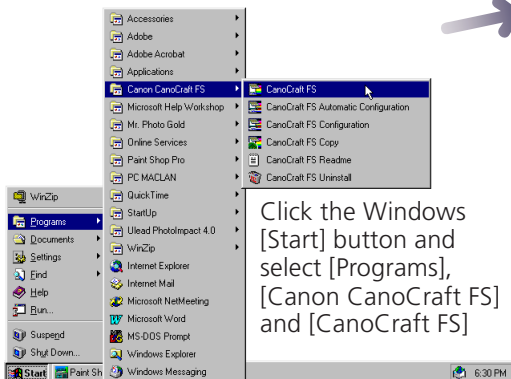 Accessories
Adobe
Adobe Acrobat
Applications
Canon CanoCraft FS
Microsoft Help Workshop
Mr. Photo Gold
Online Services
Paint Shop Pro
PC MACLAN
QuickTime
StartUp
Ulead PhotoImpact 4.0
WinZip
Internet Explorer
Internet Mail
Microsoft NetMeeting
Microsoft Word
MS-DOS Prompt
Windows Explorer
Windows Messaging
CanoCraft FS
CanoCraft FS Automatic Configuration
CanoCraft FS Configuration
CanoCraft FS Copy
CanoCraft FS Readme
CanoCraft FS Uninstall
WinZip
Programs
Documents
Settings
Find
Help
Run...
Suspend
Shut Down...
Start
Paint Sh
6:30 PM
Click the Windows
[Start] button and
select [Programs],
[Canon CanoCraft FS]
and [CanoCraft FS]